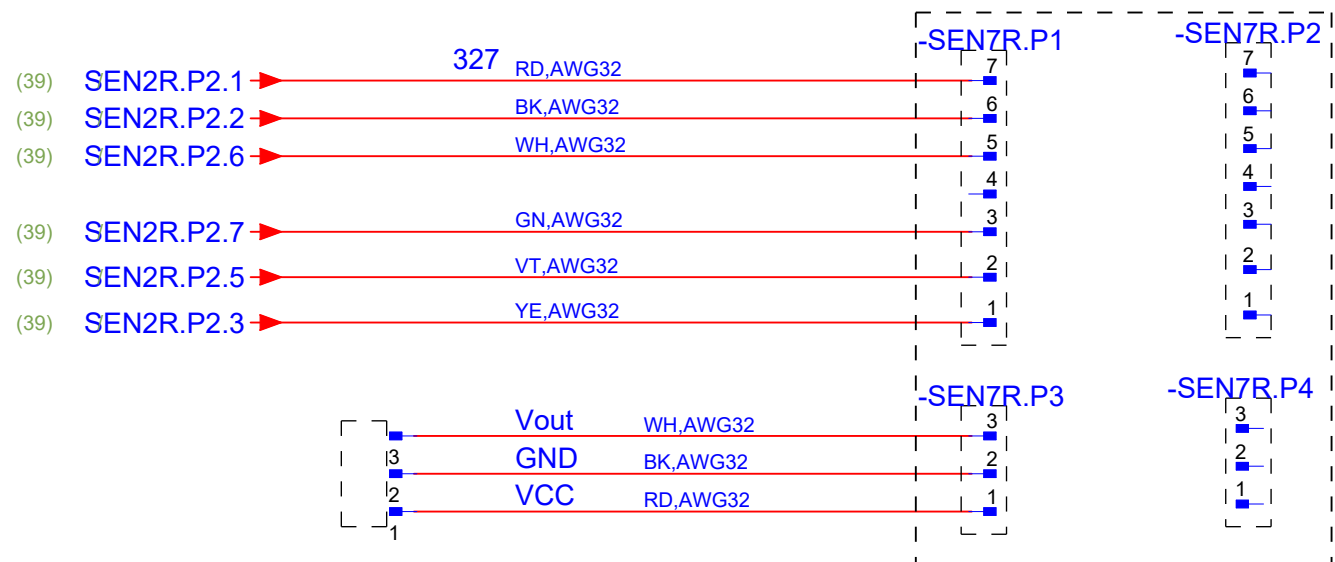 -SEN7R.P1 -SEN7R.P2
(39) SEN2R.P2.1 327 RD,AWG32 7 7
(39) SEN2R.P2.2 BK,AWG32 6 6
(39) SEN2R.P2.6 WH,AWG32 5 5
4 4
(39) SEN2R.P2.7 GN,AWG32 3 3
(39) SEN2R.P2.5 VT,AWG32 2 2
(39) SEN2R.P2.3 YE,AWG32 1 1
-SEN7R.P3 -SEN7R.P4
Vout WH,AWG32 3 3
3 GND BK,AWG32 2 2
2 VCC RD,AWG32 1 1
1